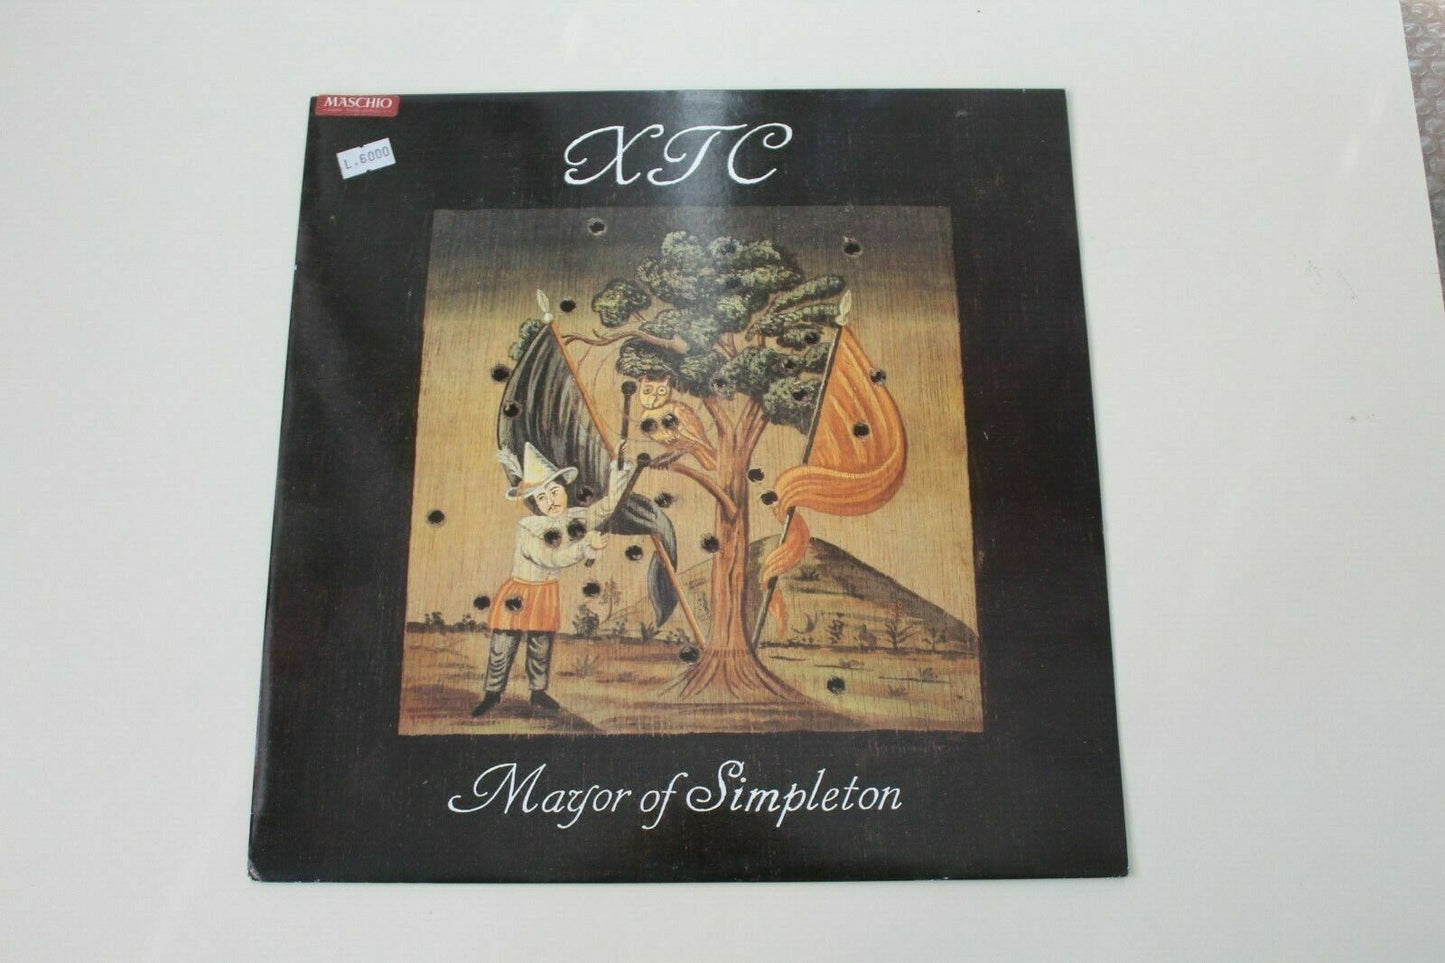 MASCHIO
L.6000
XTC
Mayor of Simpleton